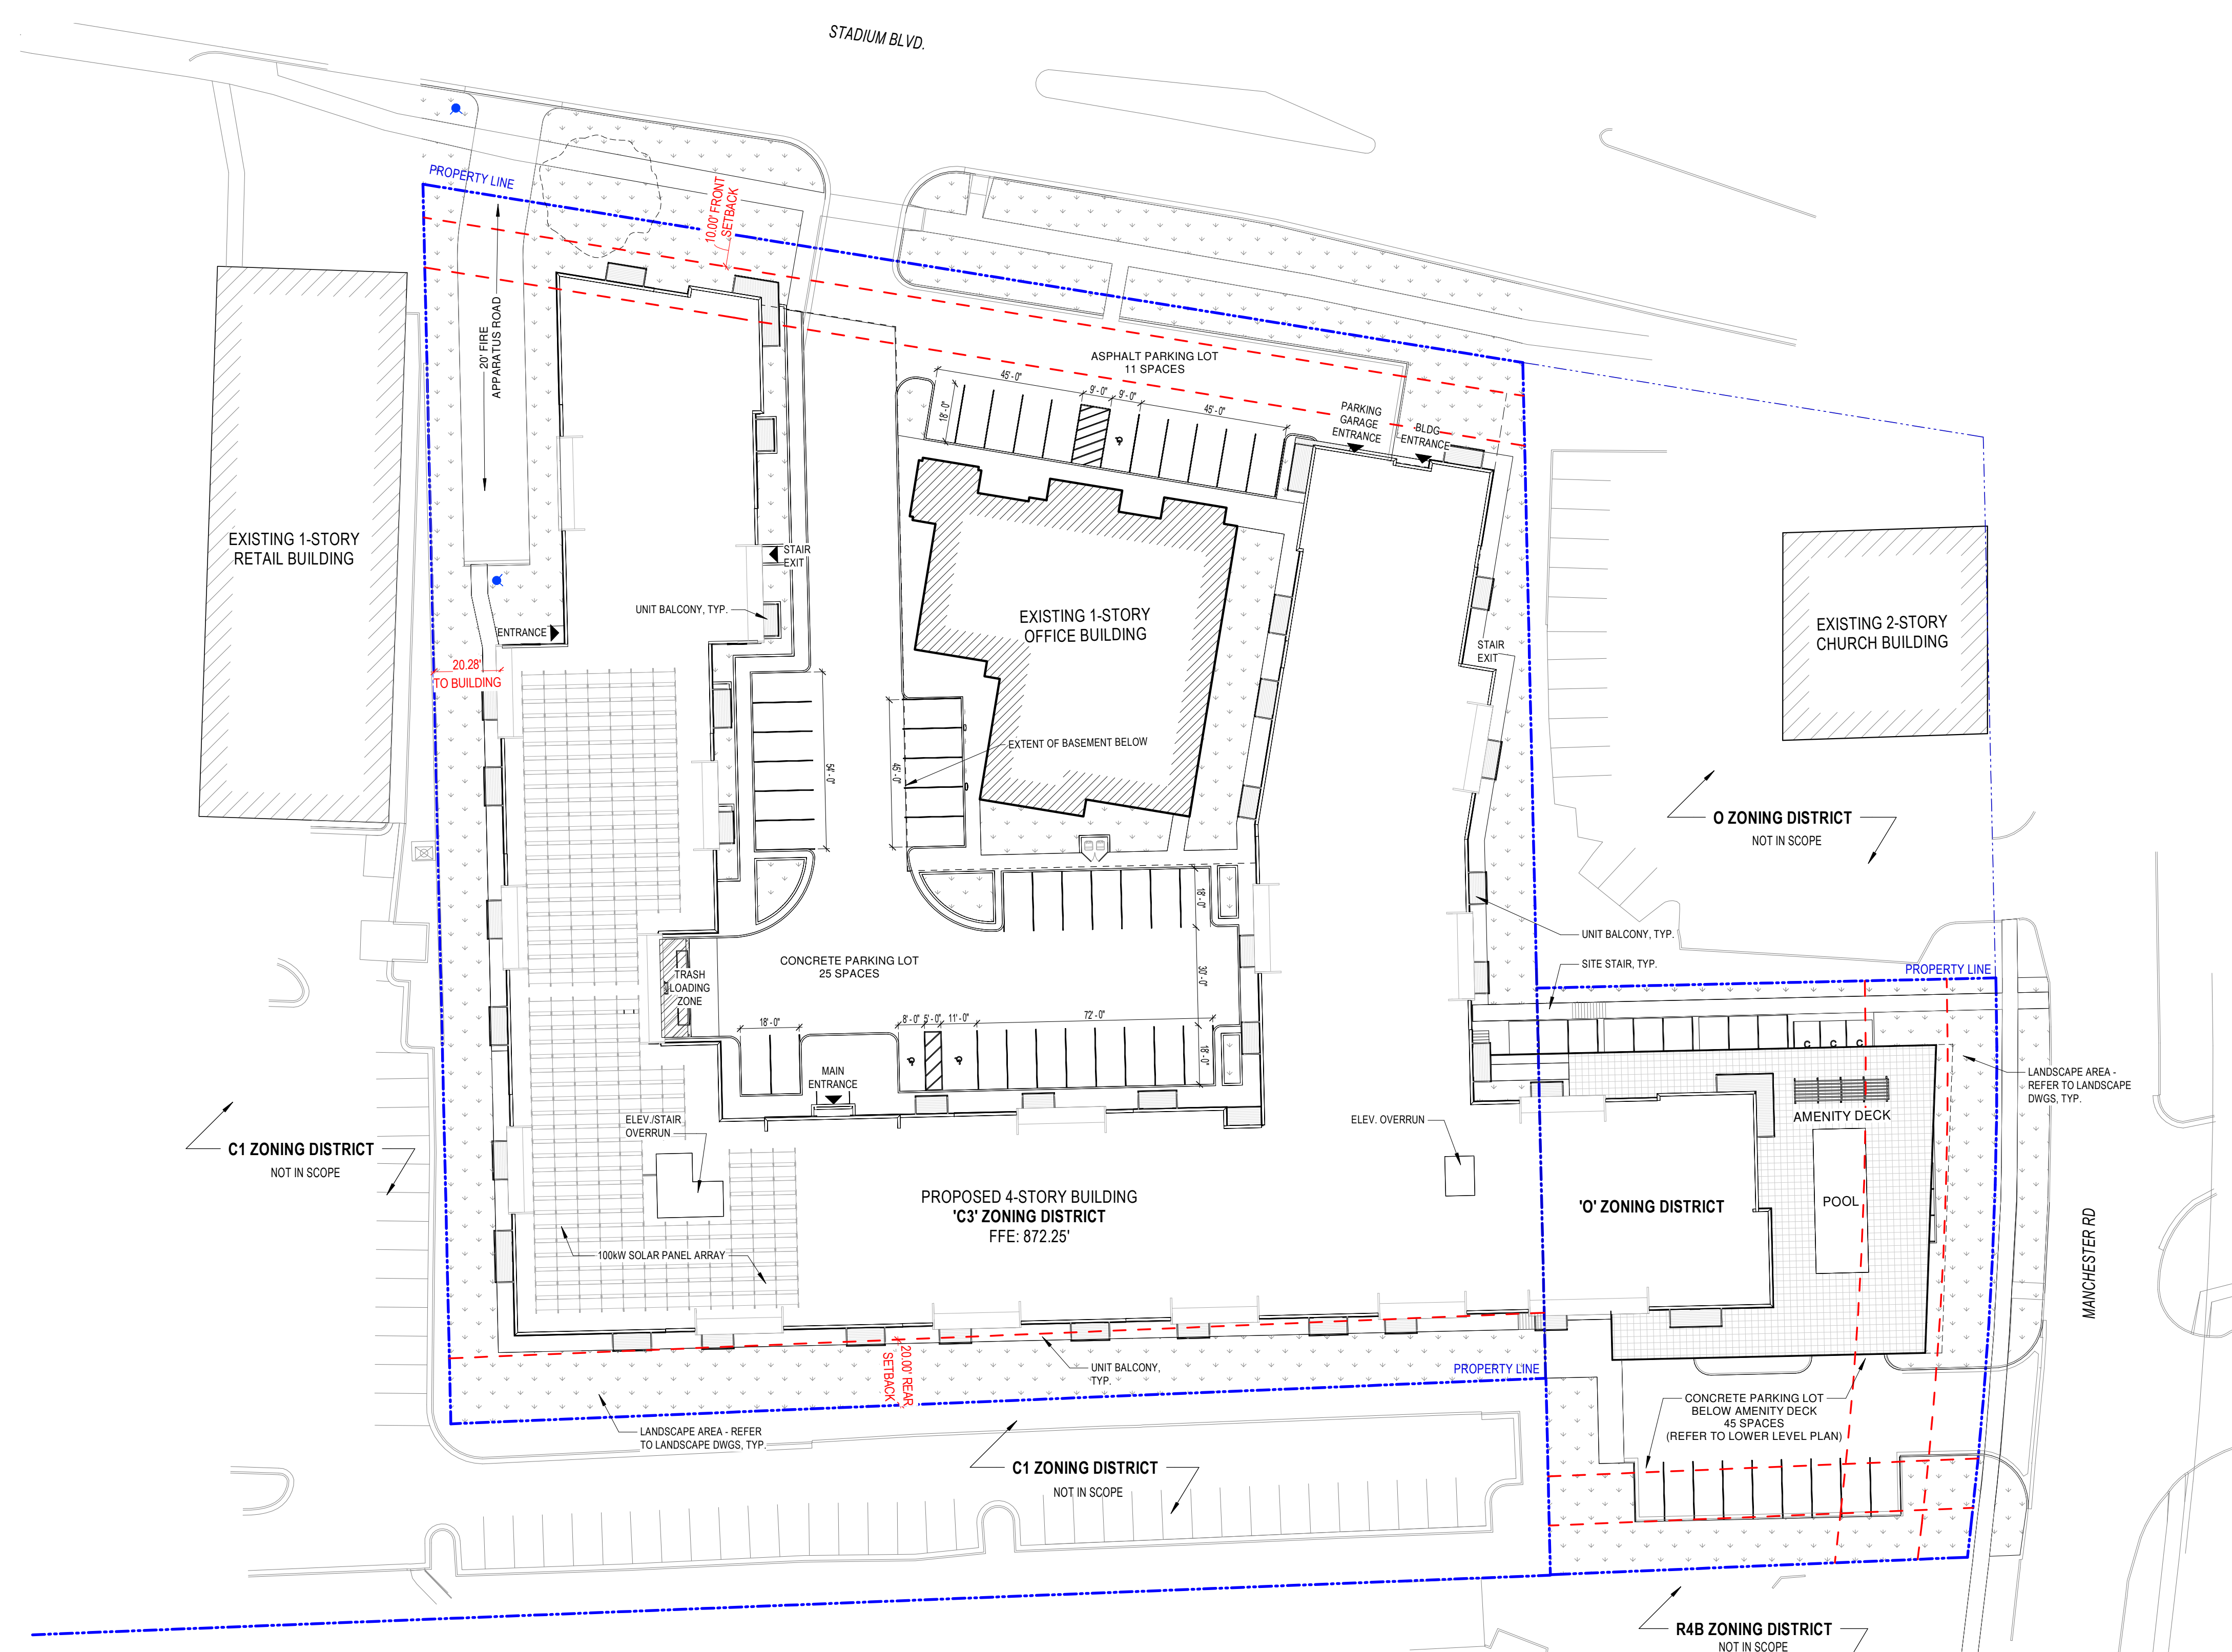 STADIUM BLVD.
PROPERTY LINE
10.00' FRONT
SETBACK
20' FIRE
APPARATUS ROAD
ASPHALT PARKING LOT
11 SPACES
45' - 0"
9' - 0"
9' - 0"
45' - 0"
18' - 0"
PARKING
GARAGE
ENTRANCE
BLDG
ENTRANCE
EXISTING 1-STORY
RETAIL BUILDING
STAIR
EXIT
UNIT BALCONY, TYP.
ENTRANCE
EXISTING 1-STORY
OFFICE BUILDING
EXISTING 2-STORY
CHURCH BUILDING
STAIR
EXIT
20.28'
TO BUILDING
EXTENT OF BASEMENT BELOW
54' - 0"
45' - 0"
O ZONING DISTRICT
NOT IN SCOPE
18' - 0"
UNIT BALCONY, TYP.
SITE STAIR, TYP.
PROPERTY LINE
CONCRETE PARKING LOT
25 SPACES
TRASH
LOADING
ZONE
30' - 0"
18' - 0"
8' - 0"
5' - 0"
11' - 0"
72' - 0"
18' - 0"
C
C
C
MAIN
ENTRANCE
LANDSCAPE AREA -
REFER TO LANDSCAPE
DWGS, TYP.
ELEV./STAIR
OVERRUN
ELEV. OVERRUN
AMENITY DECK
C1 ZONING DISTRICT
NOT IN SCOPE
PROPOSED 4-STORY BUILDING
'C3' ZONING DISTRICT
FFE: 872.25'
'O' ZONING DISTRICT
POOL
MANCHESTER RD
100kW SOLAR PANEL ARRAY
20.00' REAR
SETBACK
UNIT BALCONY,
TYP.
PROPERTY LINE
CONCRETE PARKING LOT
BELOW AMENITY DECK
45 SPACES
(REFER TO LOWER LEVEL PLAN)
LANDSCAPE AREA - REFER
TO LANDSCAPE DWGS, TYP.
C1 ZONING DISTRICT
NOT IN SCOPE
R4B ZONING DISTRICT
NOT IN SCOPE